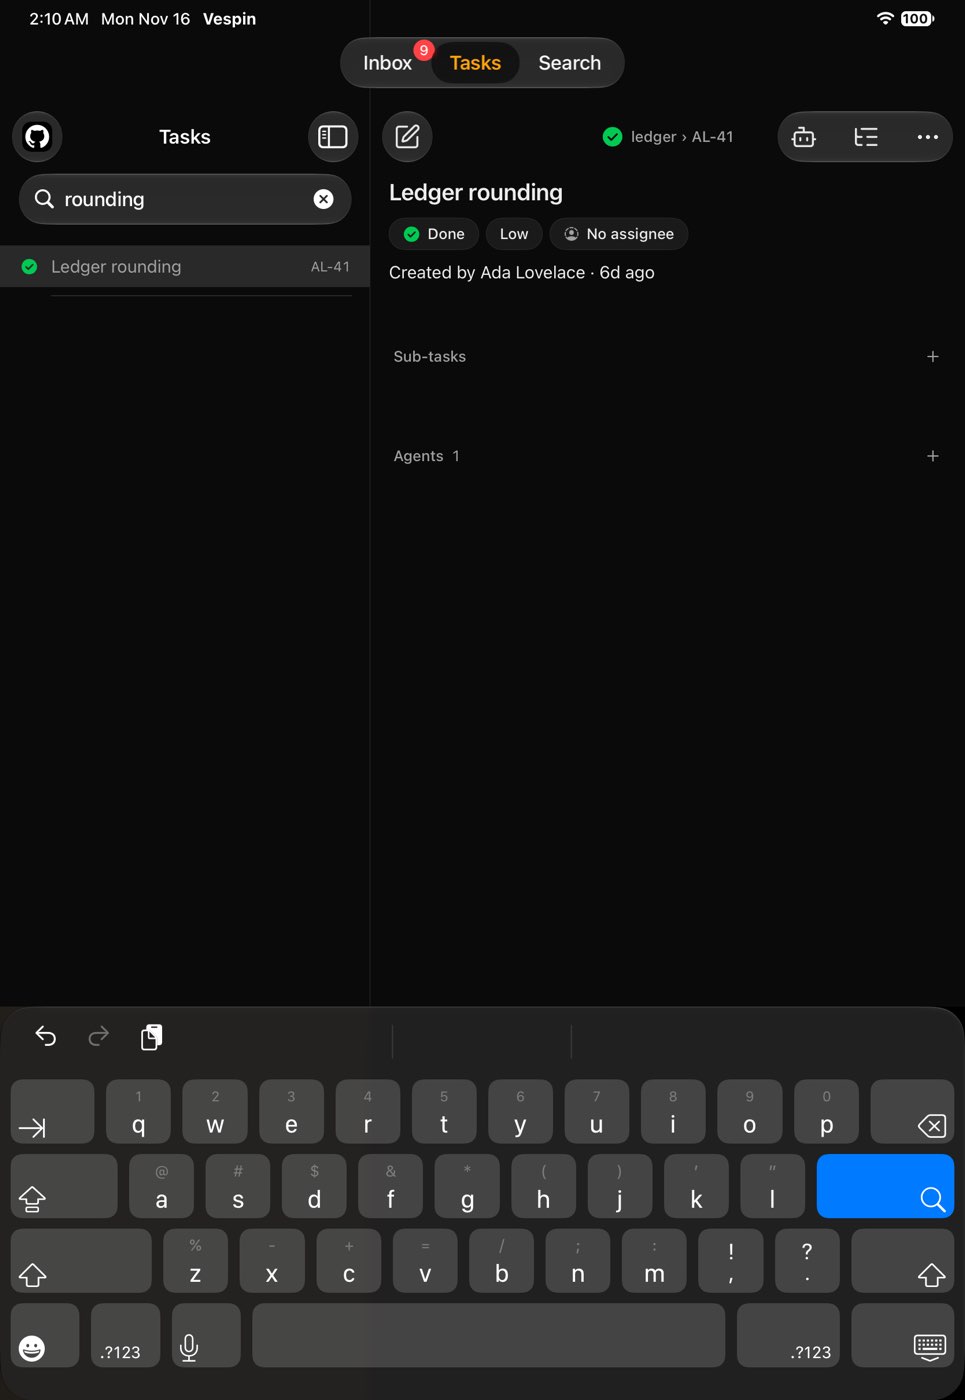 2:10 AM Mon Nov 16 Vespin 100
Inbox 9 Tasks Search
Tasks
ledger › AL-41
rounding
Ledger rounding AL-41
Ledger rounding
Done Low No assignee
Created by Ada Lovelace · 6d ago
Sub-tasks +
Agents 1 +
1 2 3 4 5 6 7 8 9 0
q w e r t y u i o p
@ # $ & * ( ) ' "
a s d f g h j k l
% - + = / ; : ! ?
z x c v b n m , .
.?123 .?123